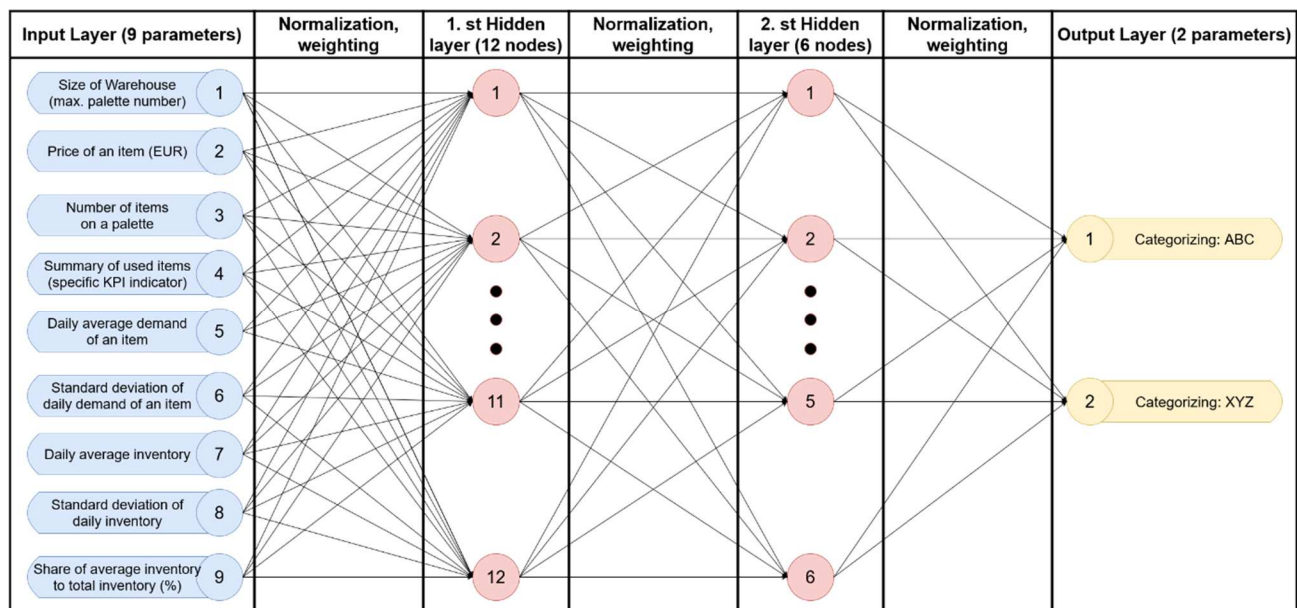 Input Layer (9 parameters)
Normalization,
weighting
1. st Hidden
layer (12 nodes)
Normalization,
weighting
2. st Hidden
layer (6 nodes)
Normalization,
weighting
Output Layer (2 parameters)
Size of Warehouse
(max. palette number)
1
Price of an item (EUR)
2
Number of items
on a palette
3
Summary of used items
(specific KPI indicator)
4
Daily average demand
of an item
5
Standard deviation of
daily demand of an item
6
Daily average inventory
7
Standard deviation of
daily inventory
8
Share of average inventory
to total inventory (%)
9
1
2
11
12
1
2
5
6
1
Categorizing: ABC
2
Categorizing: XYZ